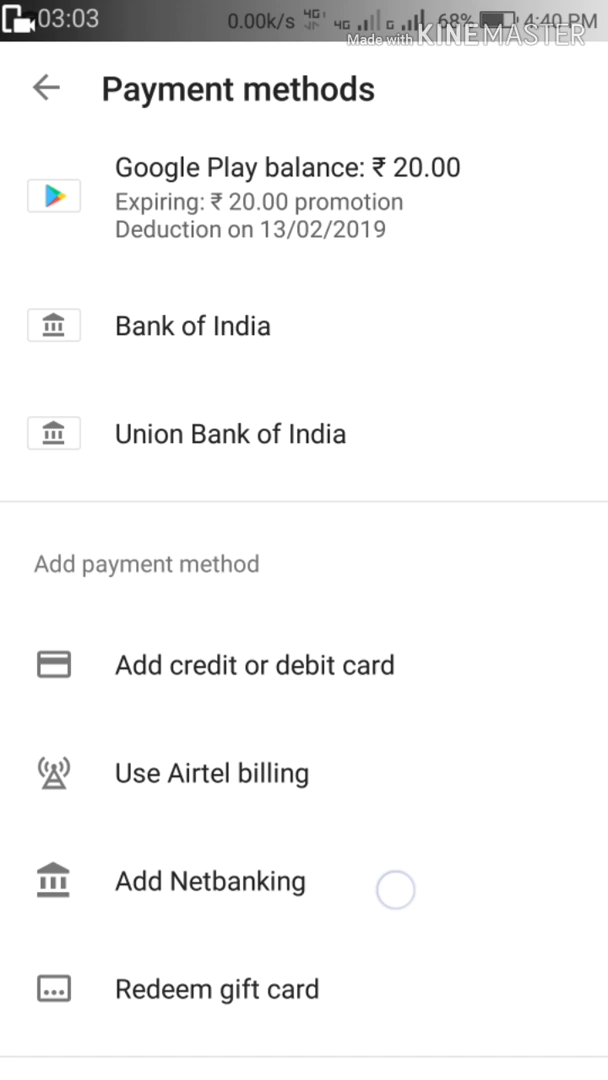 03:03 0.00k/s 4G 4G G 68% 4:40 PM
Made with KINEMASTER
Payment methods
Google Play balance: ₹ 20.00
Expiring: ₹ 20.00 promotion
Deduction on 13/02/2019
Bank of India
Union Bank of India
Add payment method
Add credit or debit card
Use Airtel billing
Add Netbanking
Redeem gift card